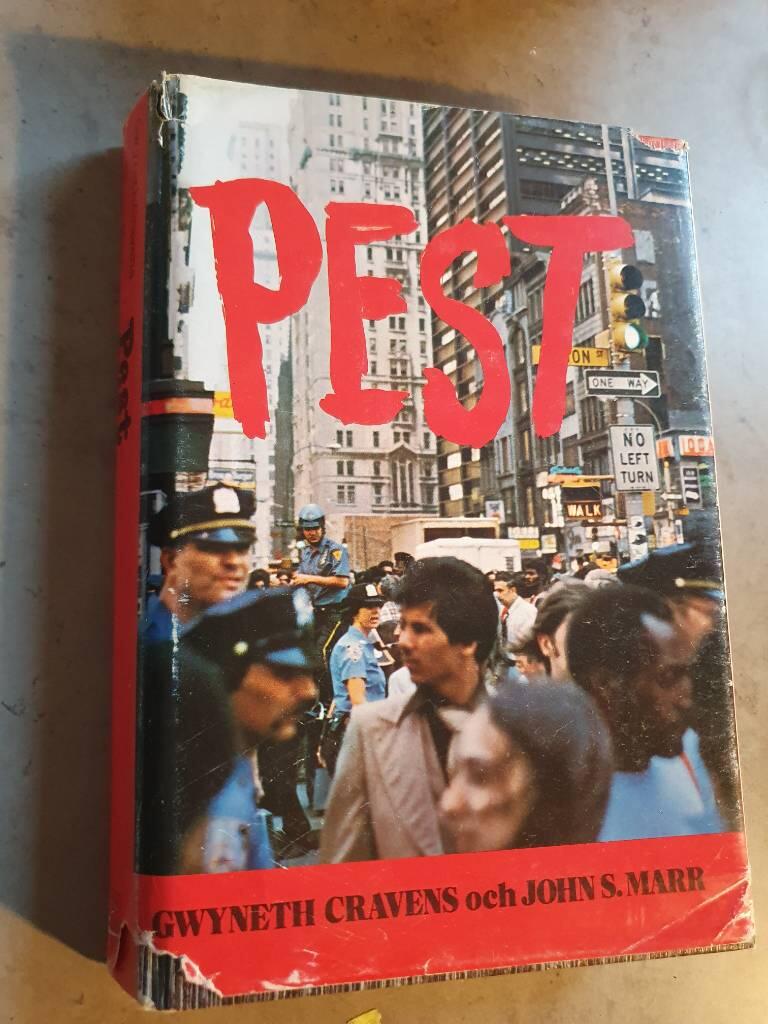 PEST
ON ST
ONE WAY
NO
LEFT
TURN
WALK
GWYNETH CRAVENS och JOHN S. MARR
Pest